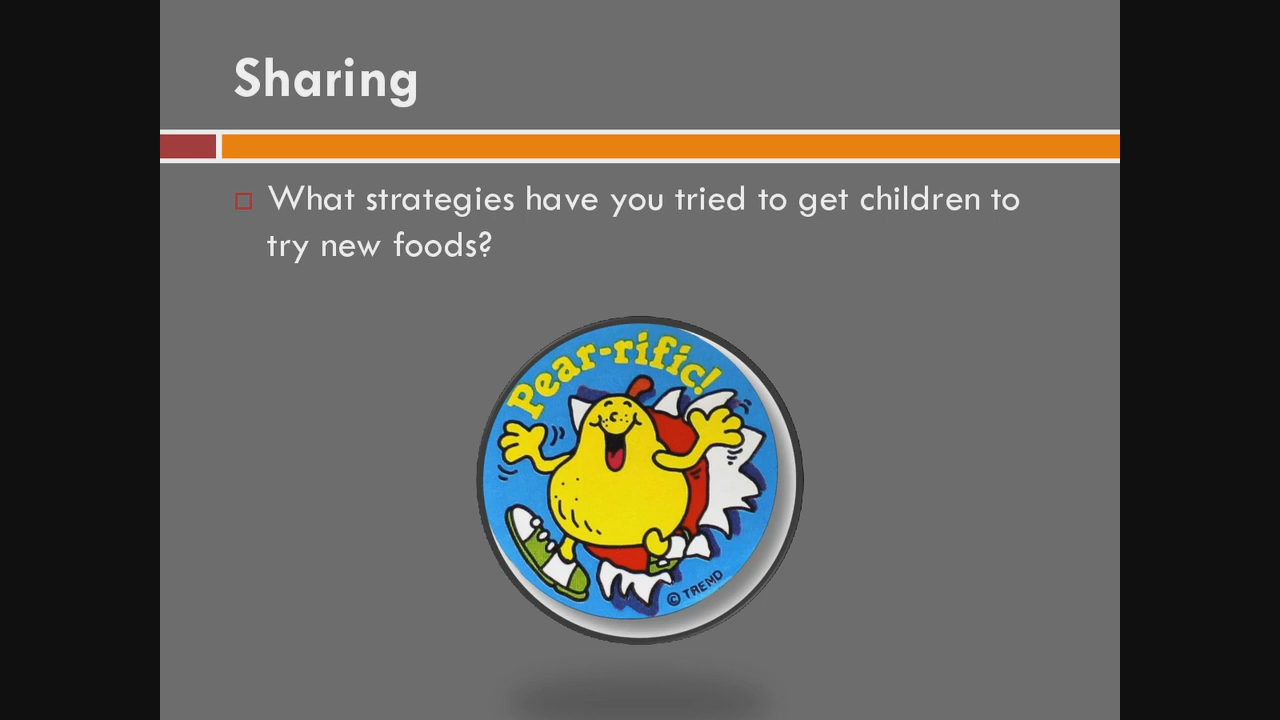 Sharing
What strategies have you tried to get children to
try new foods?
Pear-rific!
© TREND